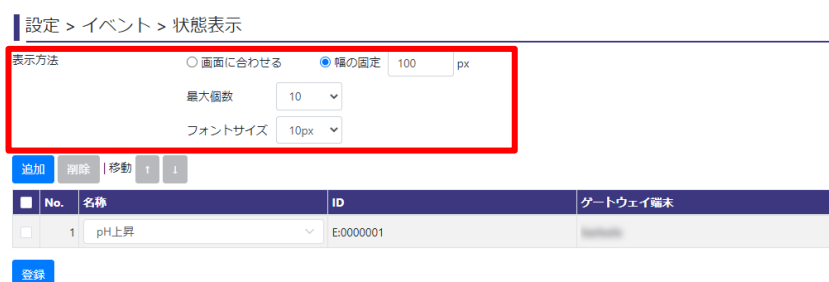 設定 > イベント > 状態表示
表示方法 画面に合わせる 幅の固定 100 px
最大個数 10
フォントサイズ 10px
追加 削除 | 移動 ↑ ↓
No. 名称 ID ゲートウェイ端末
1 pH上昇 E:0000001
登録